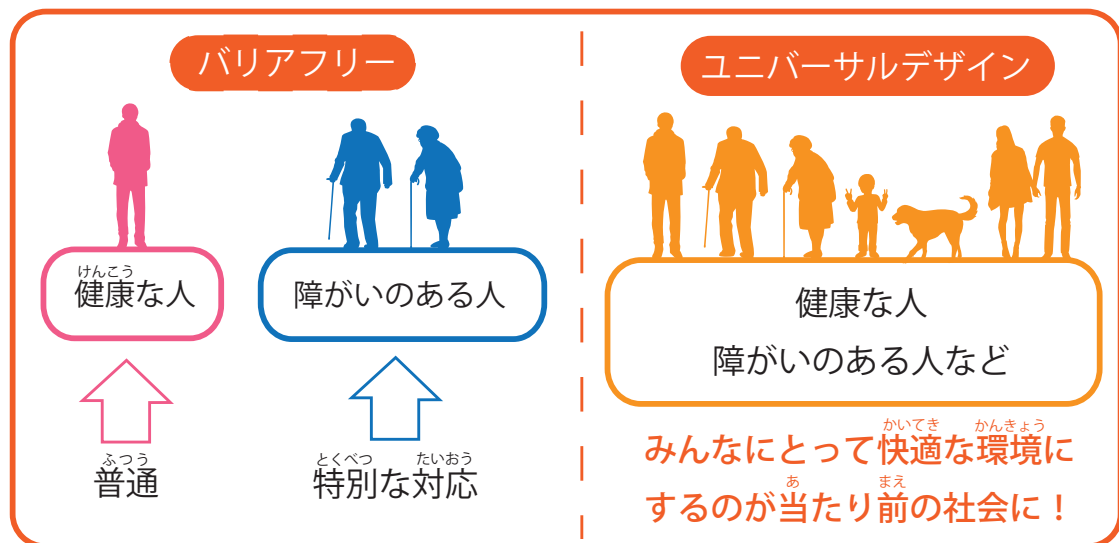 バリアフリー
けんこう
健康な人
障がいのある人
ふつう
普通
とくべつ たいおう
特別な対応
ユニバーサルデザイン
健康な人
障がいのある人など
かいてき かんきょう
みんなにとって快適な環境に
あ まえ
するのが当たり前の社会に！